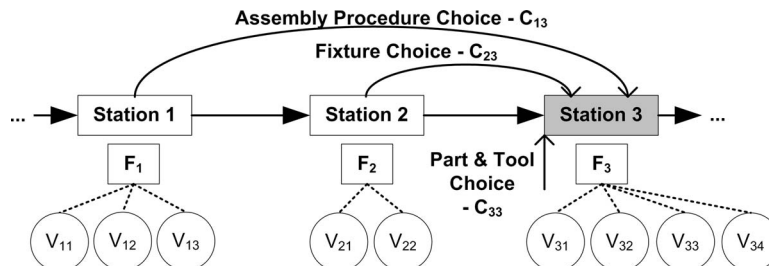 Assembly Procedure Choice - C₁₃
Fixture Choice - C₂₃
... Station 1 Station 2 Station 3 ...
F₁ F₂ Part & Tool F₃
Choice
- C₃₃
V₁₁ V₁₂ V₁₃ V₂₁ V₂₂ V₃₁ V₃₂ V₃₃ V₃₄